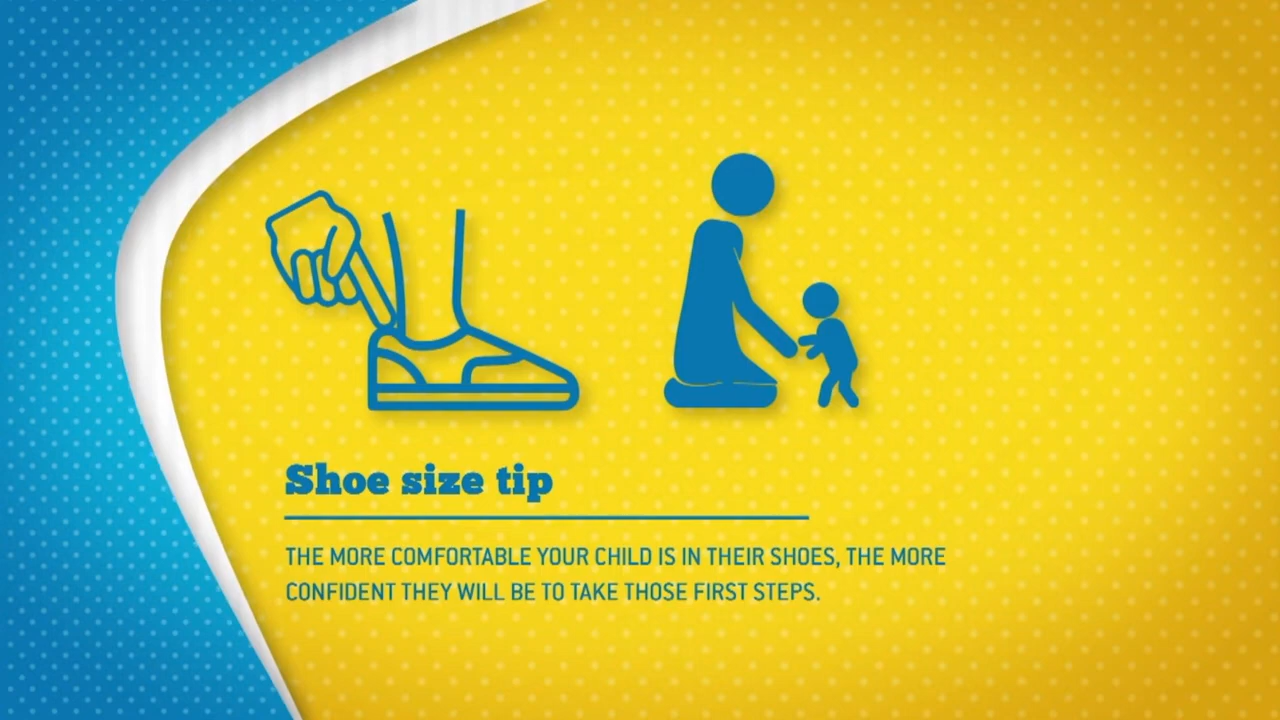 Shoe size tip
THE MORE COMFORTABLE YOUR CHILD IS IN THEIR SHOES, THE MORE
CONFIDENT THEY WILL BE TO TAKE THOSE FIRST STEPS.